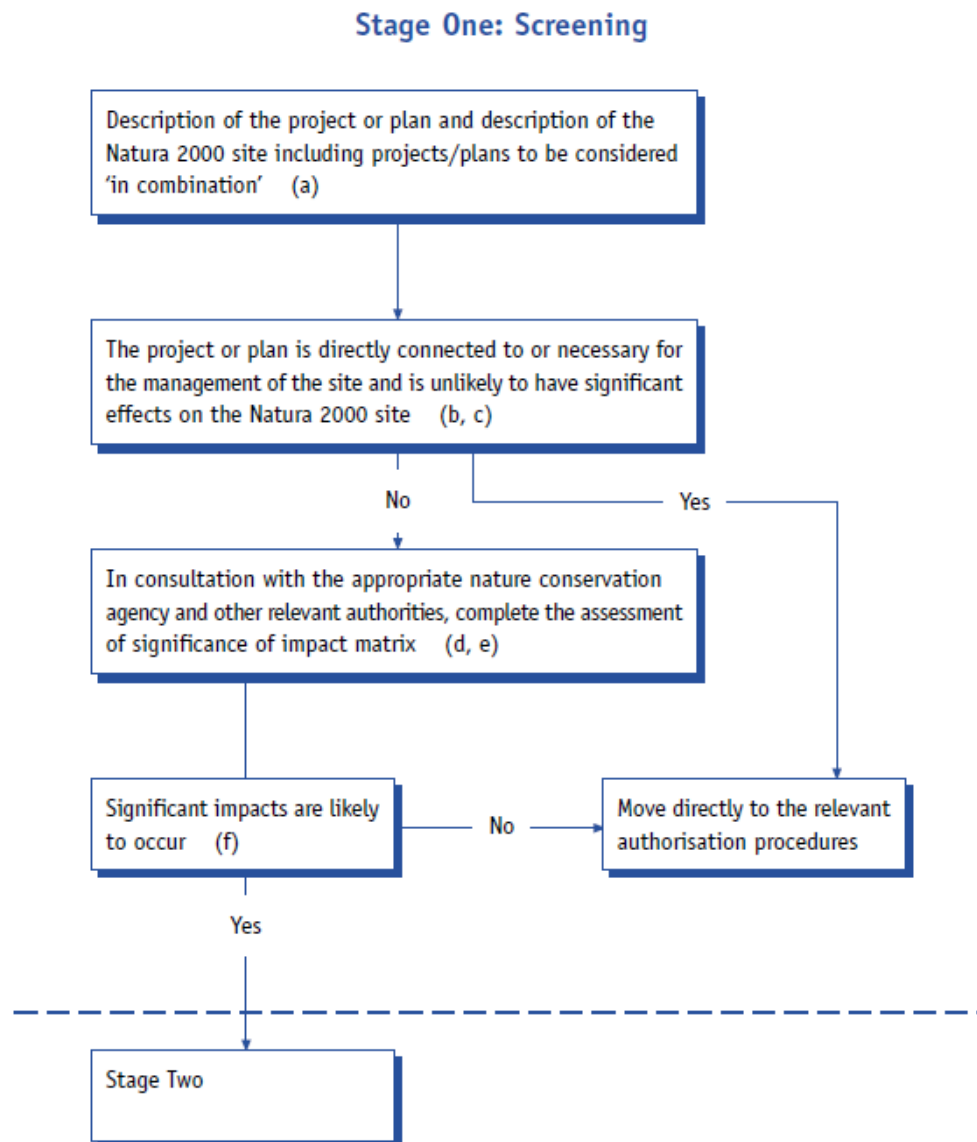 Stage One: Screening
Description of the project or plan and description of the
Natura 2000 site including projects/plans to be considered
‘in combination’ (a)
The project or plan is directly connected to or necessary for
the management of the site and is unlikely to have significant
effects on the Natura 2000 site (b, c)
No
Yes
In consultation with the appropriate nature conservation
agency and other relevant authorities, complete the assessment
of significance of impact matrix (d, e)
Significant impacts are likely
to occur (f)
No
Move directly to the relevant
authorisation procedures
Yes
Stage Two